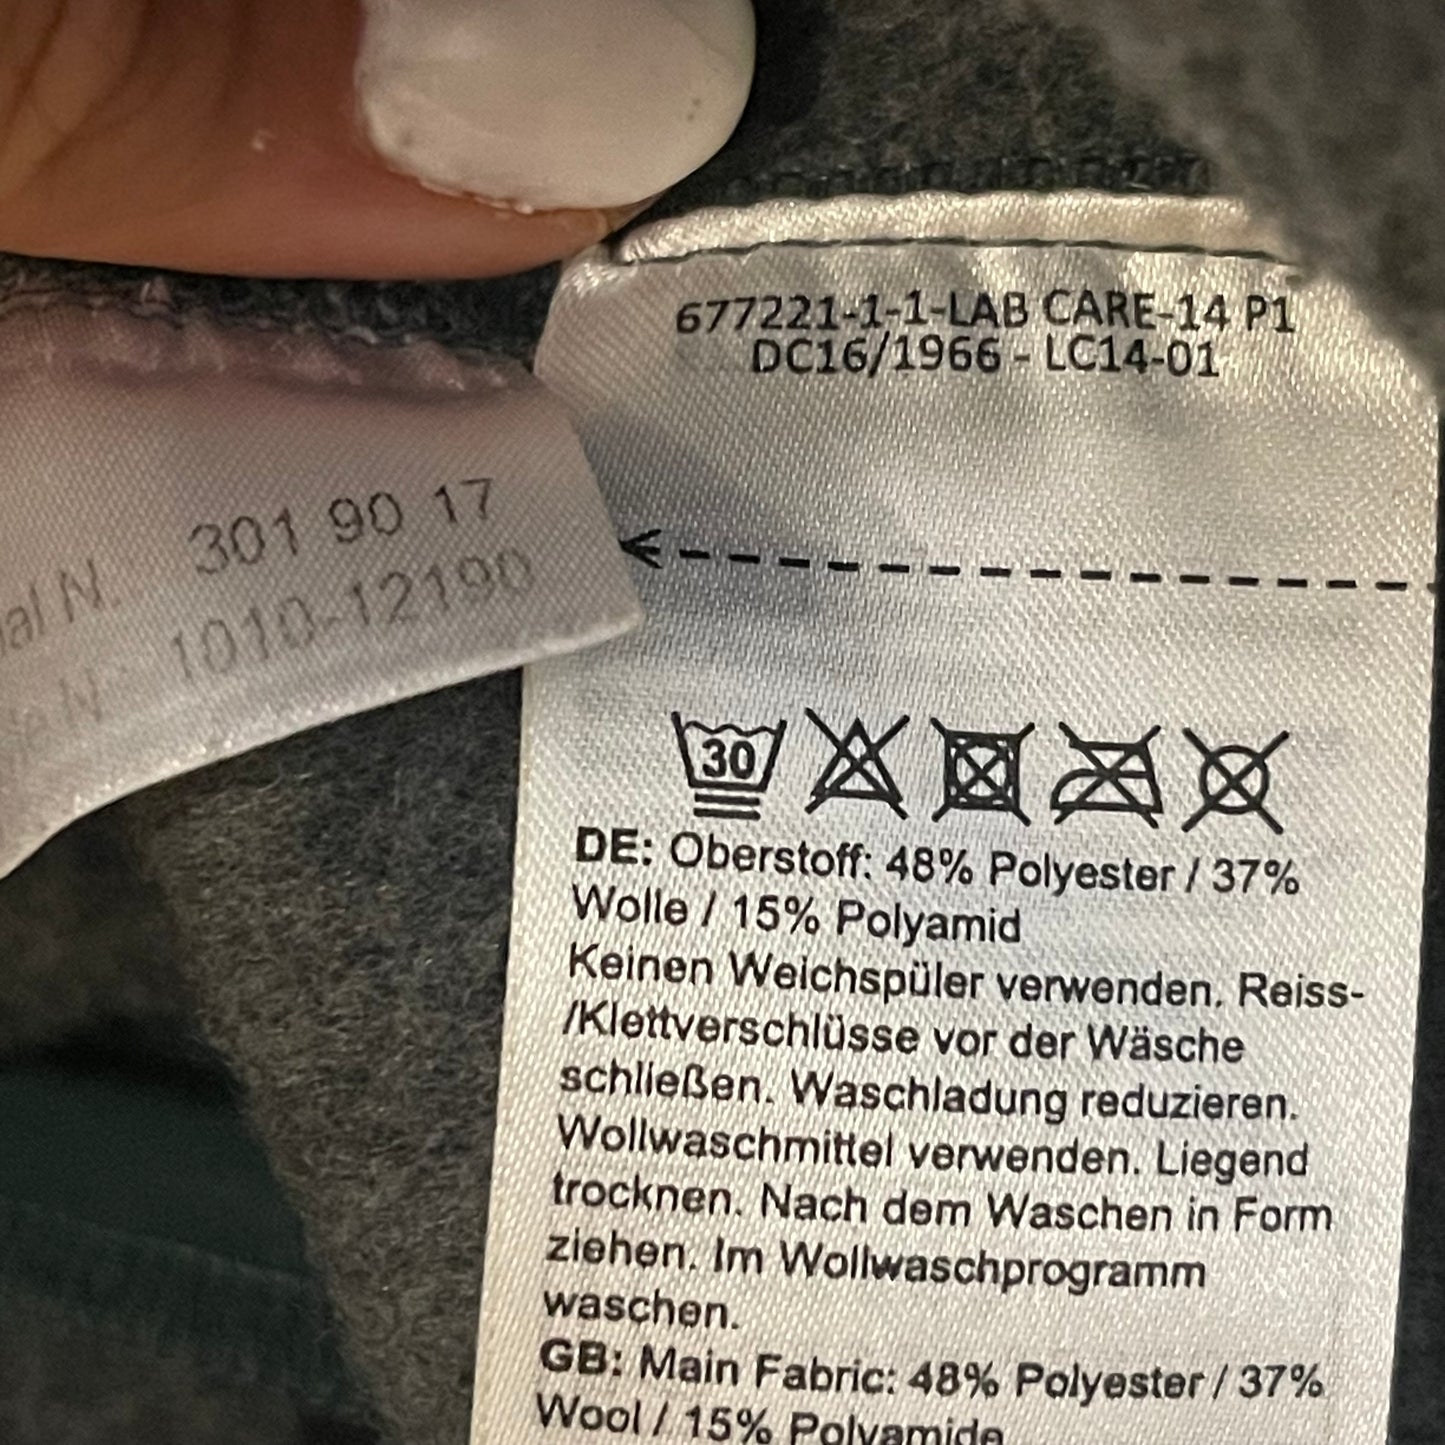 677221-1-1-LAB CARE-14 P1
DC16/1966 - LC14-01
301 90 17
1010-12190
30
DE: Oberstoff: 48% Polyester / 37%
Wolle / 15% Polyamid
Keinen Weichspüler verwenden. Reiss-
/Klettverschlüsse vor der Wäsche
schließen. Waschladung reduzieren.
Wollwaschmittel verwenden. Liegend
trocknen. Nach dem Waschen in Form
ziehen. Im Wollwaschprogramm
waschen.
GB: Main Fabric: 48% Polyester / 37%
Wool / 15% Polyamide